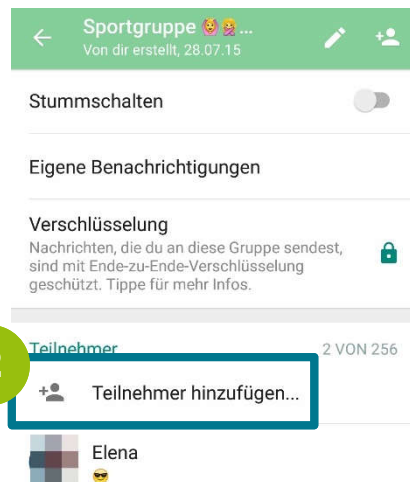 Sportgruppe 🙆👧...
Von dir erstellt, 28.07.15
Stummschalten
Eigene Benachrichtigungen
Verschlüsselung
Nachrichten, die du an diese Gruppe sendest,
sind mit Ende-zu-Ende-Verschlüsselung
geschützt. Tippe für mehr Infos.
Teilnehmer 2 VON 256
Teilnehmer hinzufügen...
Elena
😎